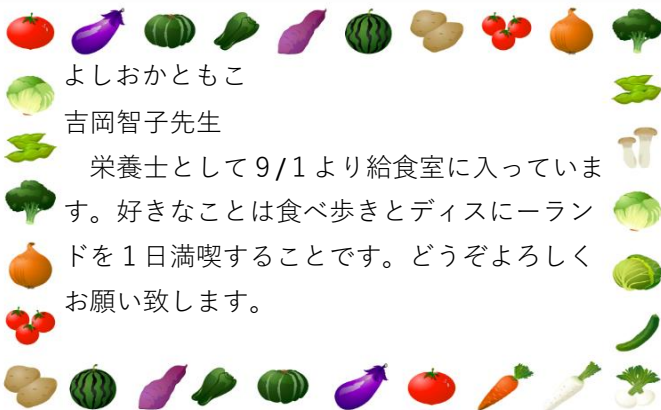 よしおかともこ
吉岡智子先生
　栄養士として9/1より給食室に入っていま
す。好きなことは食べ歩きとディスにーラン
ドを1日満喫することです。どうぞよろしく
お願い致します。